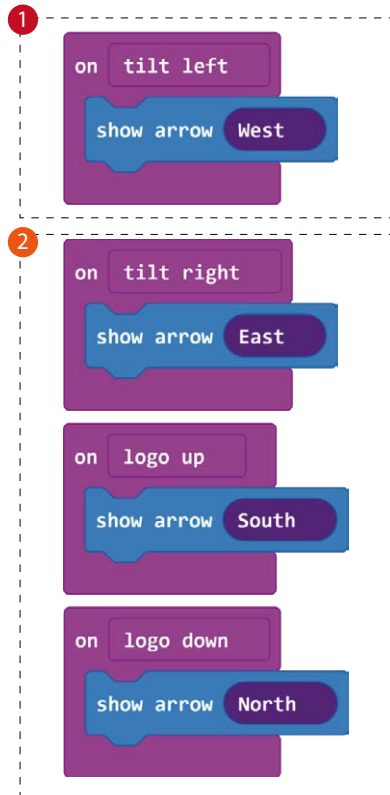 1
on tilt left
show arrow West
2
on tilt right
show arrow East
on logo up
show arrow South
on logo down
show arrow North